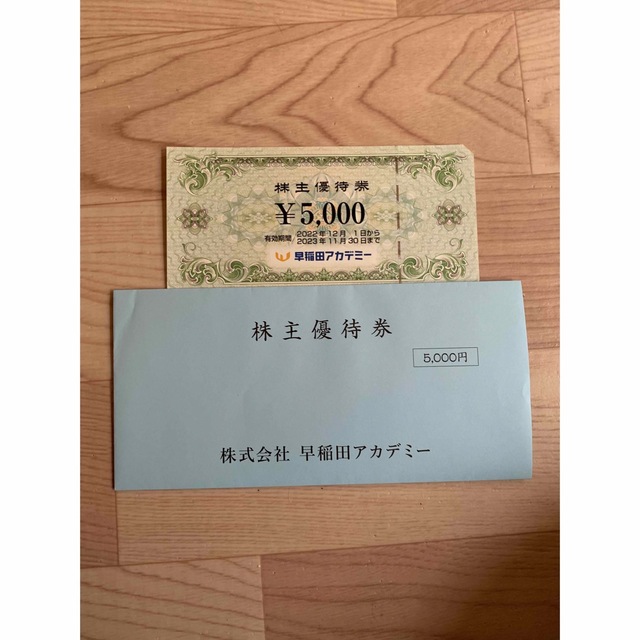 株主優待券
¥5,000
有効期間 2022年12月 1日から
2023年11月30日まで
早稲田アカデミー
株主優待券
5,000円
株式会社 早稲田アカデミー